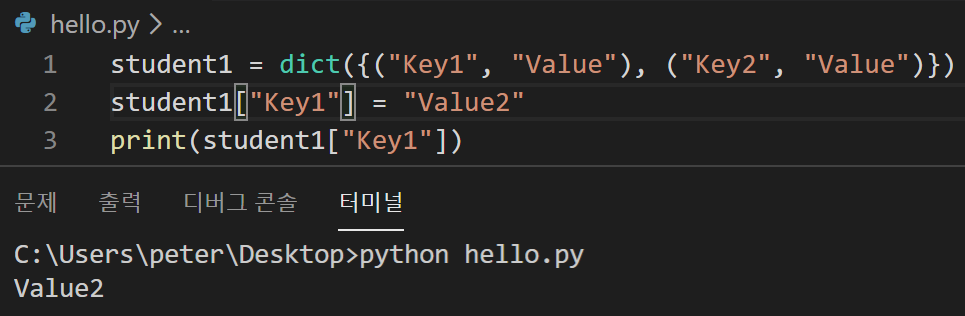 hello.py > ...
1 student1 = dict({("Key1", "Value"), ("Key2", "Value")})
2 student1["Key1"] = "Value2"
3 print(student1["Key1"])
문제 출력 디버그 콘솔 터미널
C:\Users\peter\Desktop>python hello.py
Value2